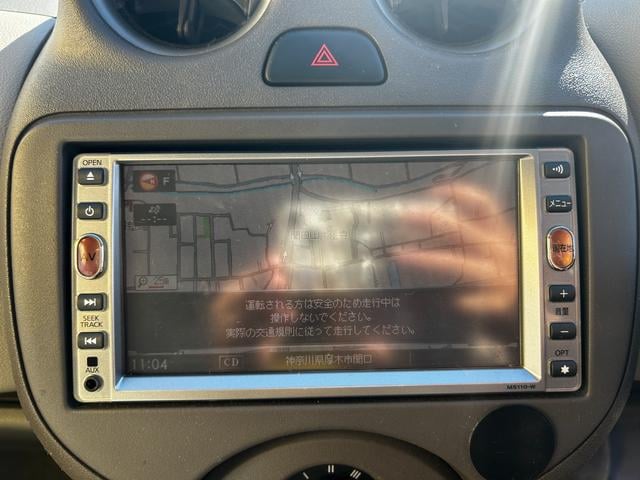 OPEN
AV
SEEK
TRACK
AUX
F
運転される方は安全のため走行中は
操作しないでください。
実際の交通規則に従って走行してください。
11:04
CD
神奈川県厚木市関口
メニュー
現在地
+
音量
−
OPT
✱
MS110-W